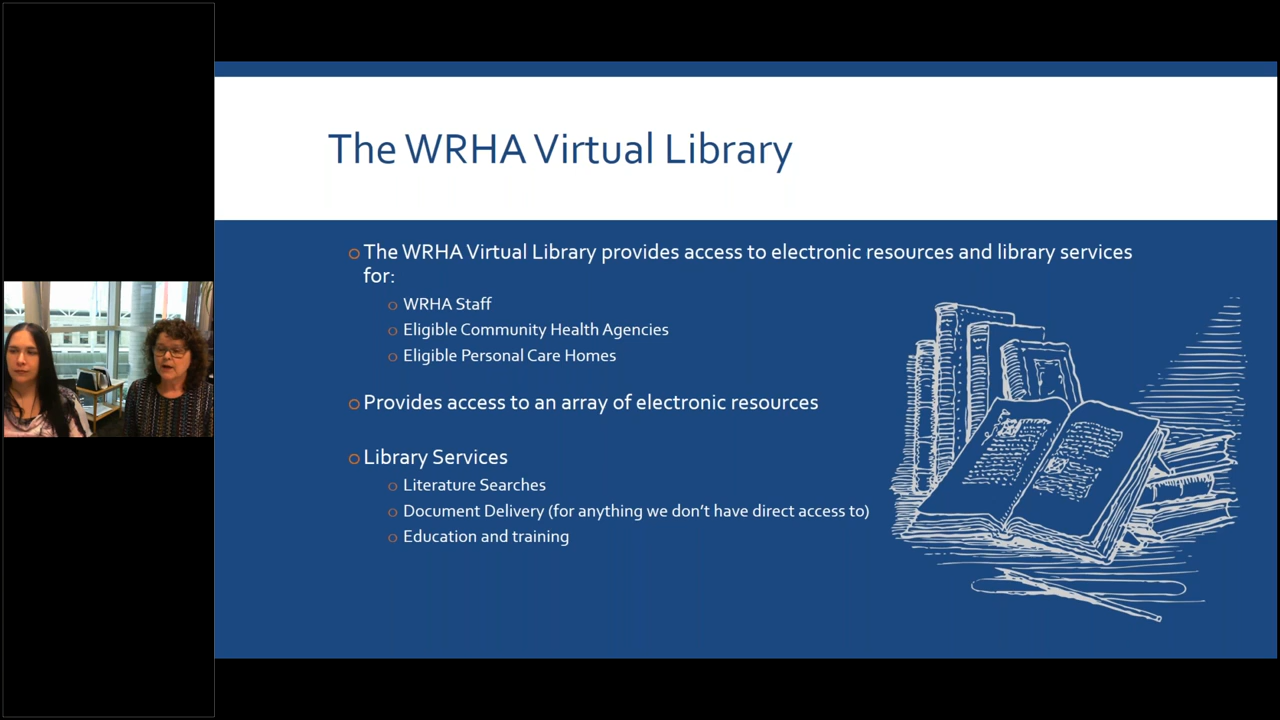 The WRHA Virtual Library
The WRHA Virtual Library provides access to electronic resources and library services
for:
WRHA Staff
Eligible Community Health Agencies
Eligible Personal Care Homes
Provides access to an array of electronic resources
Library Services
Literature Searches
Document Delivery (for anything we don’t have direct access to)
Education and training